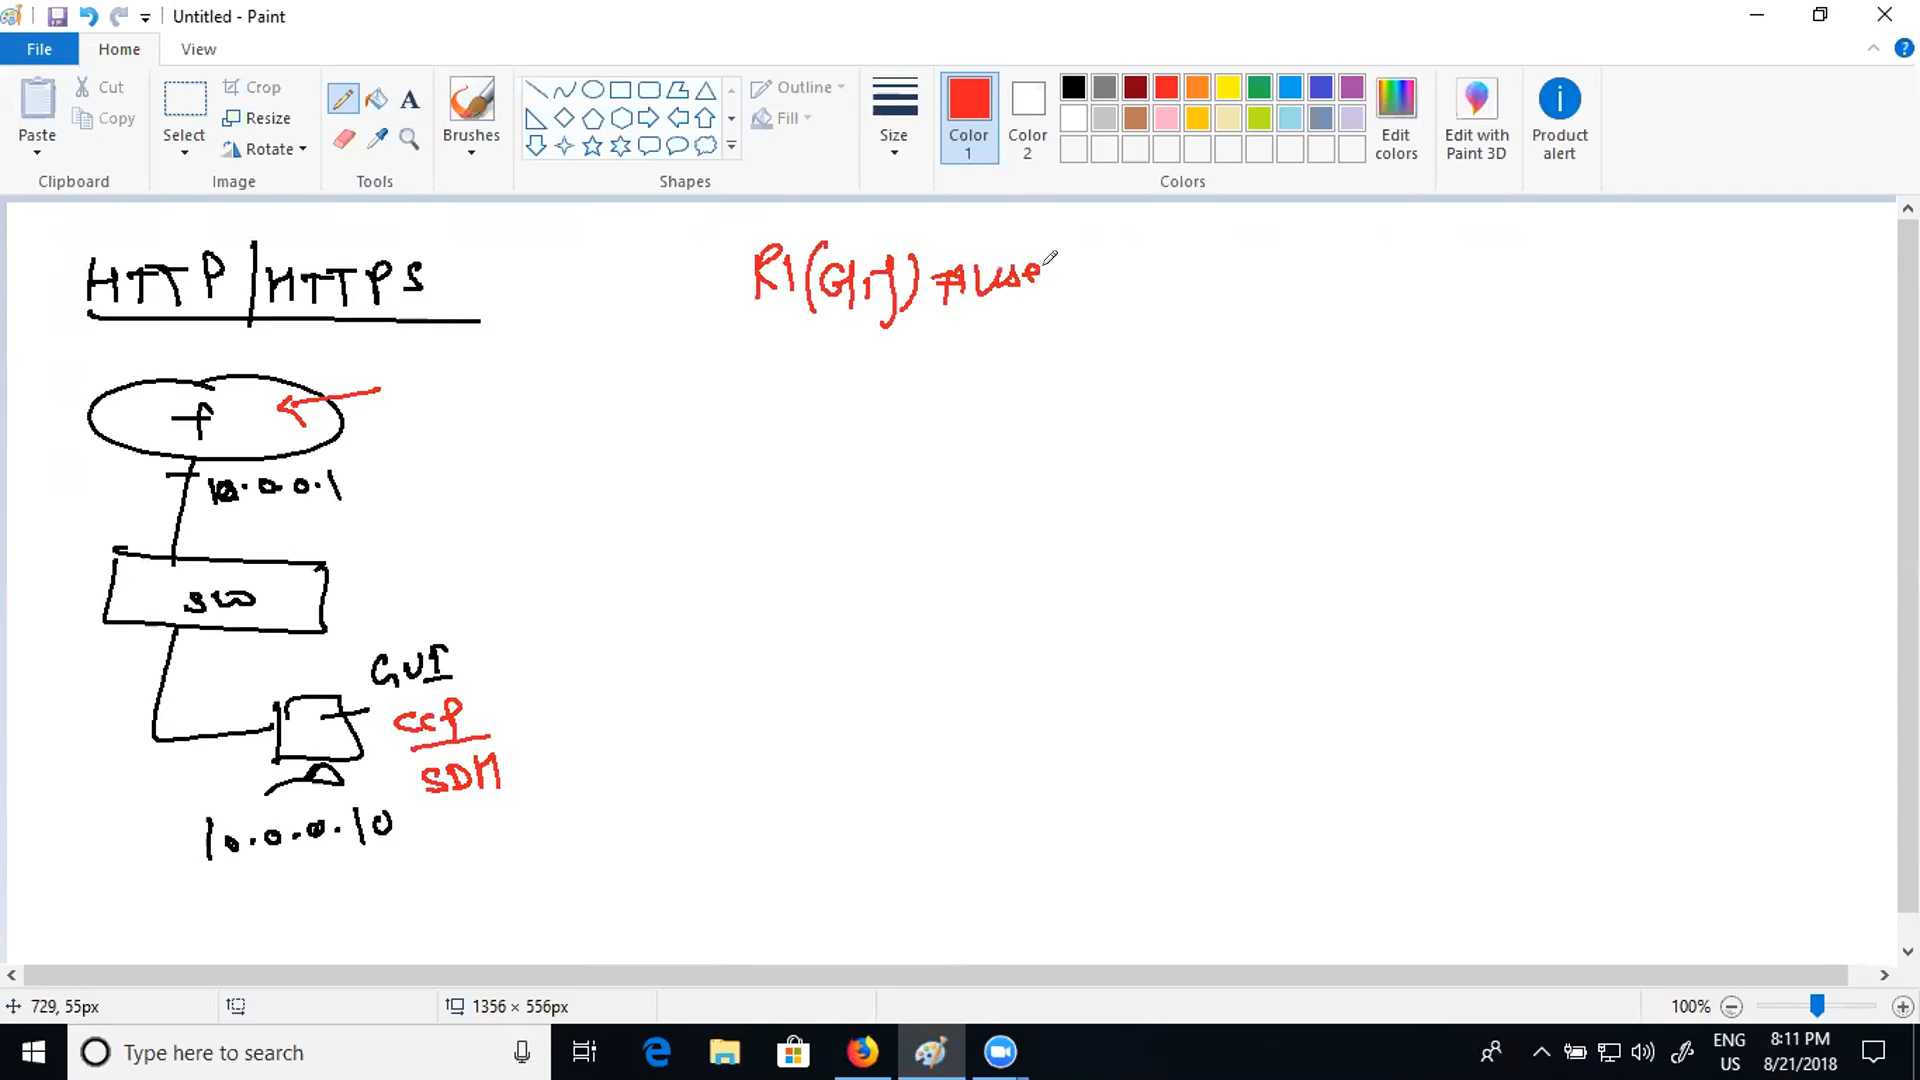 Untitled - Paint
File Home View
Paste
Cut
Copy
Clipboard
Select
Crop
Resize
Rotate
Image
Tools
Brushes
Shapes
Outline
Fill
Size
Color 1
Color 2
Colors
Edit colors
Edit with Paint 3D
Product alert
HTTP/HTTPS
R1(
SW
10.0.0.1
GUI
CCP
SDM
10.0.0.10
729, 55px
1356 × 556px
100%
Type here to search
ENG US
8:11 PM
8/21/2018